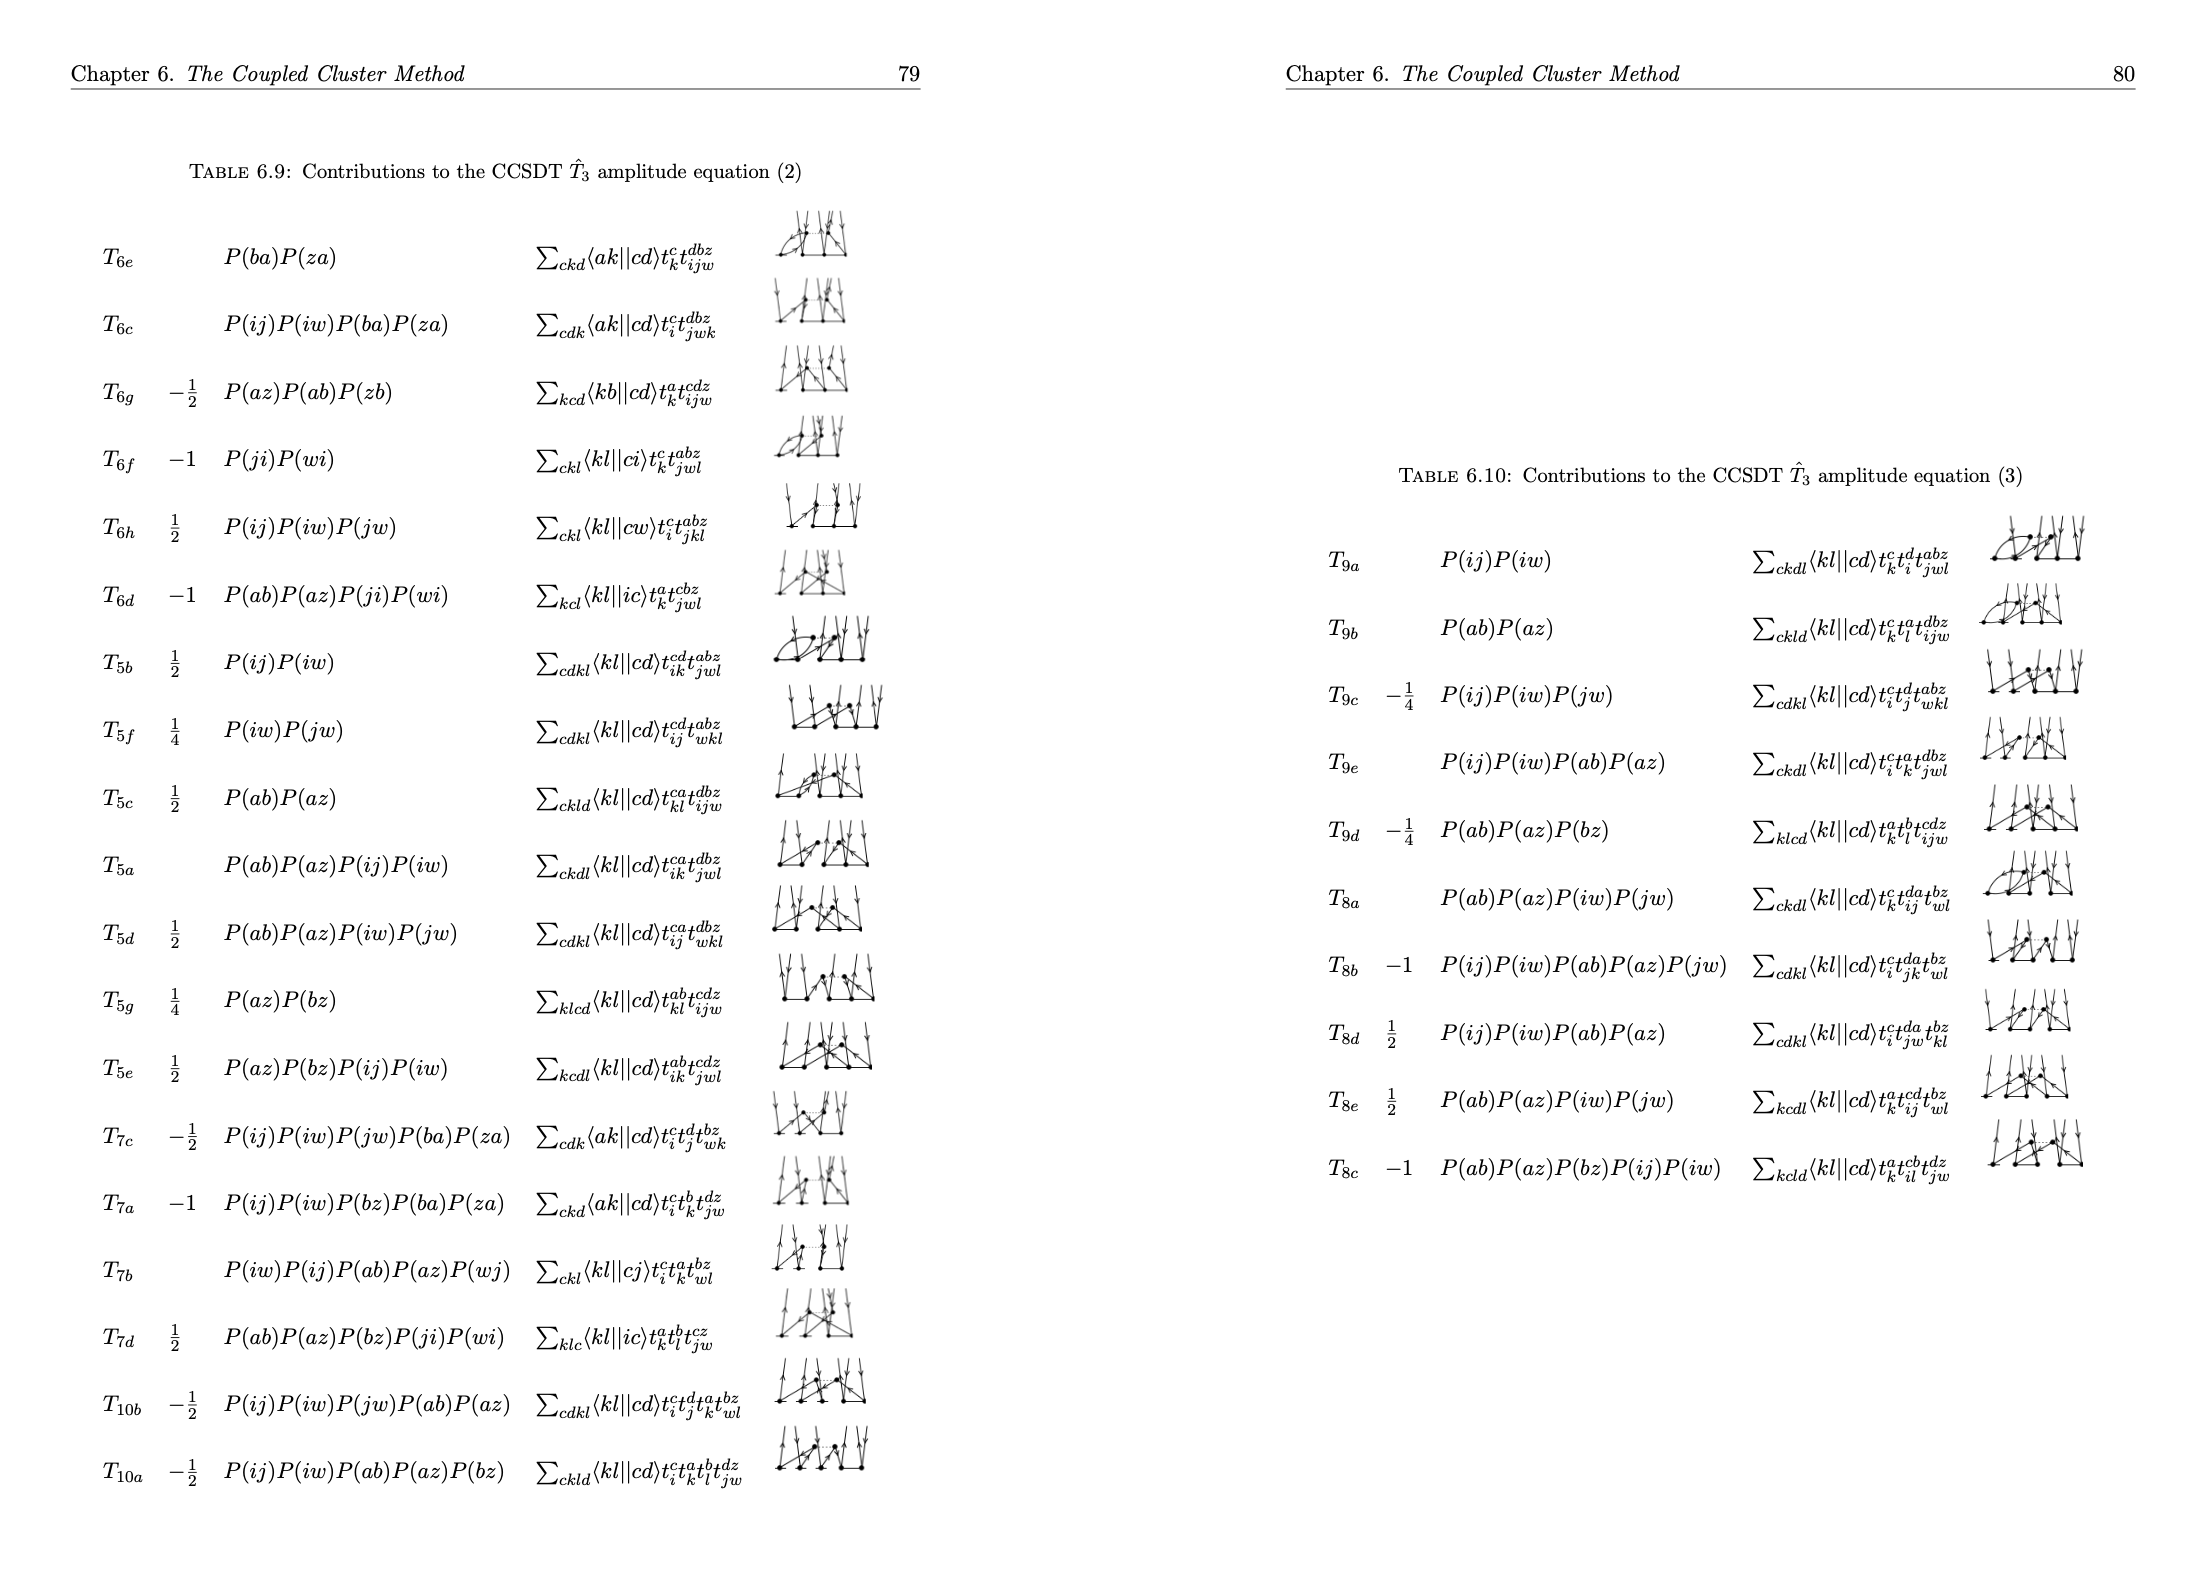 Chapter 6. The Coupled Cluster Method 79
TABLE 6.9: Contributions to the CCSDT $\hat{T}_3$ amplitude equation (2)
$T_{6e}$ $P(ba)P(za)$ $\sum_{ckd}\langle ak||cd\rangle t_k^c t_{ijw}^{dbz}$
$T_{6c}$ $P(ij)P(iw)P(ba)P(za)$ $\sum_{cdk}\langle ak||cd\rangle t_i^c t_{jwk}^{dbz}$
$T_{6g}$ $-\frac{1}{2}$ $P(az)P(ab)P(zb)$ $\sum_{kcd}\langle kb||cd\rangle t_k^a t_{ijw}^{cdz}$
$T_{6f}$ $-1$ $P(ji)P(wi)$ $\sum_{ckl}\langle kl||ci\rangle t_k^c t_{jwl}^{abz}$
$T_{6h}$ $\frac{1}{2}$ $P(ij)P(iw)P(jw)$ $\sum_{ckl}\langle kl||cw\rangle t_i^c t_{jkl}^{abz}$
$T_{6d}$ $-1$ $P(ab)P(az)P(ji)P(wi)$ $\sum_{kcl}\langle kl||ic\rangle t_k^a t_{jwl}^{cbz}$
$T_{5b}$ $\frac{1}{2}$ $P(ij)P(iw)$ $\sum_{cdkl}\langle kl||cd\rangle t_{ik}^{cd} t_{jwl}^{abz}$
$T_{5f}$ $\frac{1}{4}$ $P(iw)P(jw)$ $\sum_{cdkl}\langle kl||cd\rangle t_{ij}^{cd} t_{wkl}^{abz}$
$T_{5c}$ $\frac{1}{2}$ $P(ab)P(az)$ $\sum_{ckld}\langle kl||cd\rangle t_{kl}^{ca} t_{ijw}^{dbz}$
$T_{5a}$ $P(ab)P(az)P(ij)P(iw)$ $\sum_{ckdl}\langle kl||cd\rangle t_{ik}^{ca} t_{jwl}^{dbz}$
$T_{5d}$ $\frac{1}{2}$ $P(ab)P(az)P(iw)P(jw)$ $\sum_{cdkl}\langle kl||cd\rangle t_{ij}^{ca} t_{wkl}^{dbz}$
$T_{5g}$ $\frac{1}{4}$ $P(az)P(bz)$ $\sum_{klcd}\langle kl||cd\rangle t_{kl}^{ab} t_{ijw}^{cdz}$
$T_{5e}$ $\frac{1}{2}$ $P(az)P(bz)P(ij)P(iw)$ $\sum_{kcdl}\langle kl||cd\rangle t_{ik}^{ab} t_{jwl}^{cdz}$
$T_{7c}$ $-\frac{1}{2}$ $P(ij)P(iw)P(jw)P(ba)P(za)$ $\sum_{cdk}\langle ak||cd\rangle t_i^c t_j^d t_{wk}^{bz}$
$T_{7a}$ $-1$ $P(ij)P(iw)P(bz)P(ba)P(za)$ $\sum_{ckd}\langle ak||cd\rangle t_i^c t_k^b t_{jw}^{dz}$
$T_{7b}$ $P(iw)P(ij)P(ab)P(az)P(wj)$ $\sum_{ckl}\langle kl||cj\rangle t_i^c t_k^a t_{wl}^{bz}$
$T_{7d}$ $\frac{1}{2}$ $P(ab)P(az)P(bz)P(ji)P(wi)$ $\sum_{klc}\langle kl||ic\rangle t_k^a t_l^b t_{jw}^{cz}$
$T_{10b}$ $-\frac{1}{2}$ $P(ij)P(iw)P(jw)P(ab)P(az)$ $\sum_{cdkl}\langle kl||cd\rangle t_i^c t_j^d t_k^a t_{wl}^{bz}$
$T_{10a}$ $-\frac{1}{2}$ $P(ij)P(iw)P(ab)P(az)P(bz)$ $\sum_{ckld}\langle kl||cd\rangle t_i^c t_k^a t_l^b t_{jw}^{dz}$
Chapter 6. The Coupled Cluster Method 80
TABLE 6.10: Contributions to the CCSDT $\hat{T}_3$ amplitude equation (3)
$T_{9a}$ $P(ij)P(iw)$ $\sum_{ckdl}\langle kl||cd\rangle t_k^c t_i^d t_{jwl}^{abz}$
$T_{9b}$ $P(ab)P(az)$ $\sum_{ckld}\langle kl||cd\rangle t_k^c t_l^a t_{ijw}^{dbz}$
$T_{9c}$ $-\frac{1}{4}$ $P(ij)P(iw)P(jw)$ $\sum_{cdkl}\langle kl||cd\rangle t_i^c t_j^d t_{wkl}^{abz}$
$T_{9e}$ $P(ij)P(iw)P(ab)P(az)$ $\sum_{ckdl}\langle kl||cd\rangle t_i^c t_k^a t_{jwl}^{dbz}$
$T_{9d}$ $-\frac{1}{4}$ $P(ab)P(az)P(bz)$ $\sum_{klcd}\langle kl||cd\rangle t_k^a t_l^b t_{ijw}^{cdz}$
$T_{8a}$ $P(ab)P(az)P(iw)P(jw)$ $\sum_{ckdl}\langle kl||cd\rangle t_k^c t_{ij}^{da} t_{wl}^{bz}$
$T_{8b}$ $-1$ $P(ij)P(iw)P(ab)P(az)P(jw)$ $\sum_{cdkl}\langle kl||cd\rangle t_i^c t_{jk}^{da} t_{wl}^{bz}$
$T_{8d}$ $\frac{1}{2}$ $P(ij)P(iw)P(ab)P(az)$ $\sum_{cdkl}\langle kl||cd\rangle t_i^c t_{jw}^{da} t_{kl}^{bz}$
$T_{8e}$ $\frac{1}{2}$ $P(ab)P(az)P(iw)P(jw)$ $\sum_{kcdl}\langle kl||cd\rangle t_k^a t_{ij}^{cd} t_{wl}^{bz}$
$T_{8c}$ $-1$ $P(ab)P(az)P(bz)P(ij)P(iw)$ $\sum_{kcld}\langle kl||cd\rangle t_k^a t_{il}^{cb} t_{jw}^{dz}$